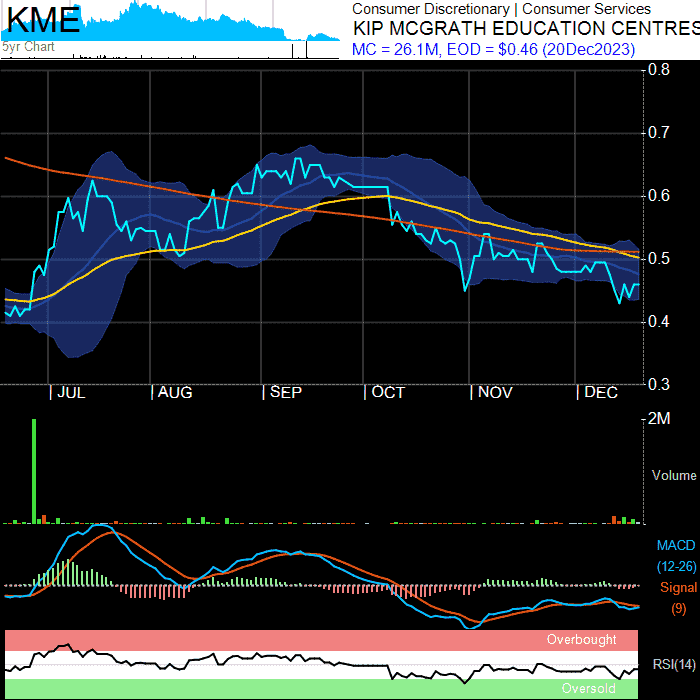 KME
5yr Chart
Consumer Discretionary | Consumer Services
KIP MCGRATH EDUCATION CENTRES
MC = 26.1M, EOD = $0.46 (20Dec2023)
0.8
0.7
0.6
0.5
0.4
0.3
| JUL | AUG | SEP | OCT | NOV | DEC
2M
Volume
MACD
(12-26)
Signal
(9)
Overbought
RSI(14)
Oversold